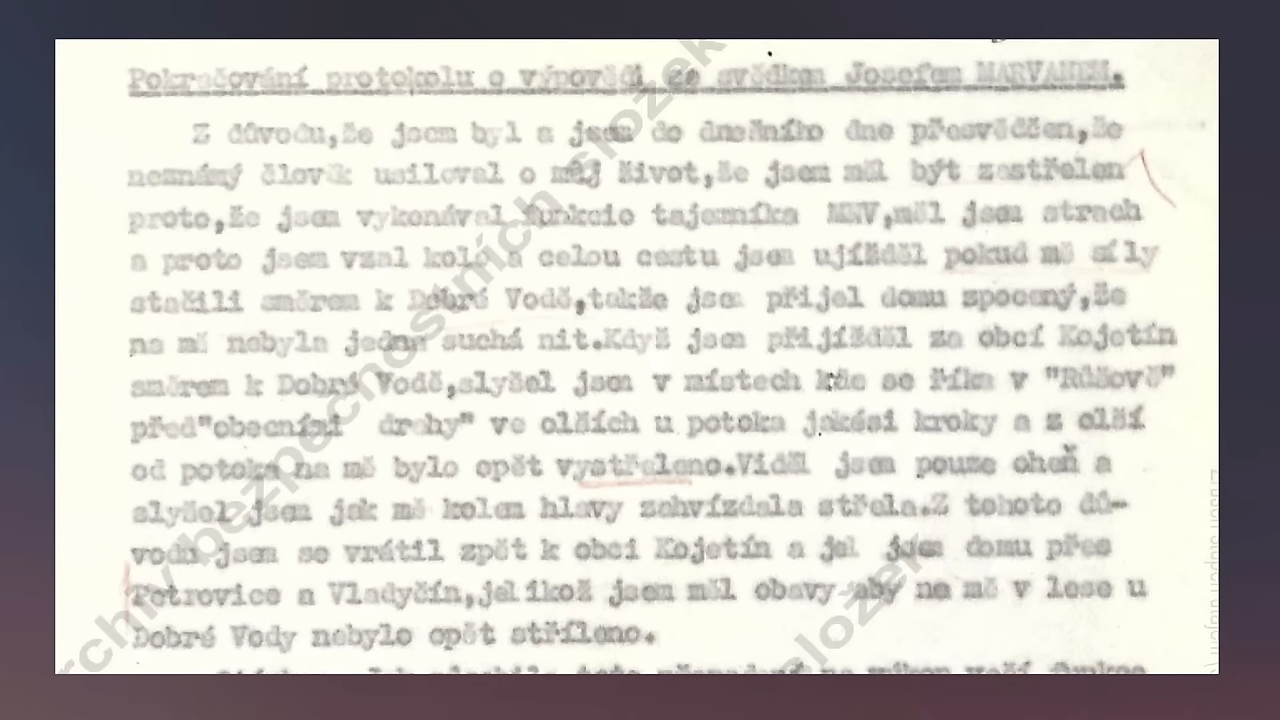 Pokračování protokolu o výpovědi se svědkem Josefem MARVANEM.
Z důvodu,že jsem byl a jsem do dnešního dne přesvědčen,že
neznámý člověk usiloval o můj život,že jsem měl být zastřelen
proto,že jsem vykonával funkcio tajemníka MNV,měl jsem strach
a proto jsem vzal kolo a celou cestu jsem ujížděl pokud mě síly
stačili směrem k Dobré Vodě,takže jsem přijel domu zpocený,že
na mě nebyla jedna suchá nit.Když jsem přijížděl za obcí Kojetín
směrem k Dobré Vodě,slyšel jsem v místech kde se říka v "Růžově"
před"obecními drahy" ve olších u potoka jakési kroky a z olší
od potoka na mě bylo opět vystřeleno.Viděl jsem pouze oheň a
slyšel jsem jak mě kolem hlavy zahvízdala střela.Z tohoto dů-
vodu jsem se vrátil zpět k obci Kojetín a jel jsem domu přes
Petrovice a Vladyčín,jelikož jsem měl obavy aby na mě v lese u
Dobré Vody nebylo opět stříleno.
archiv bezpečnostních složek
složek